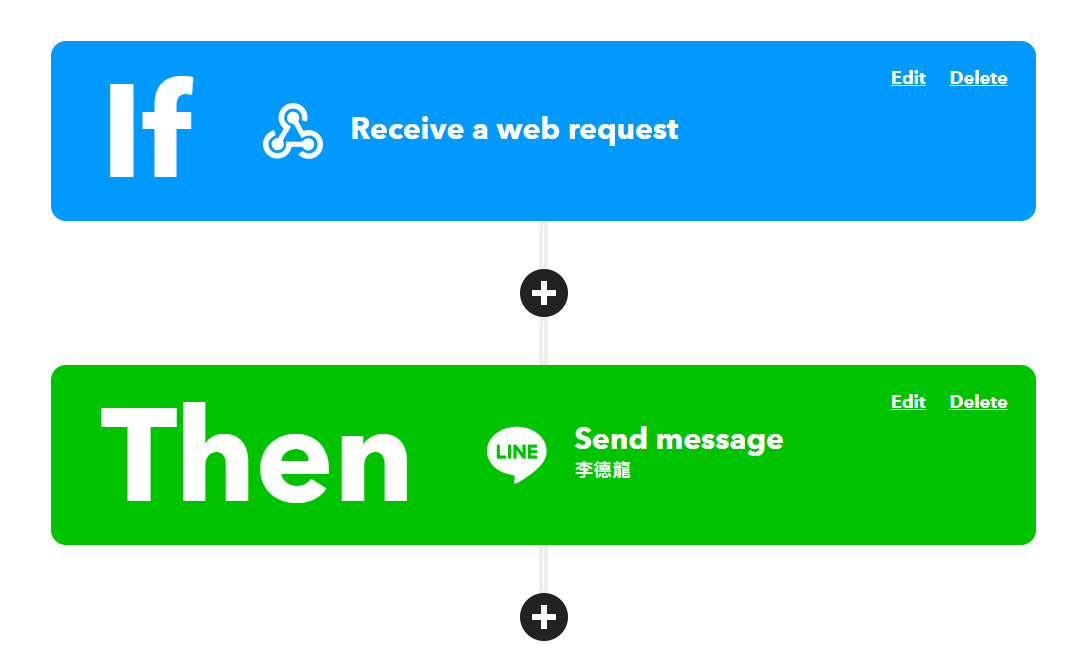 If
Receive a web request
Edit Delete
Then
LINE
Send message
李德龍
Edit Delete